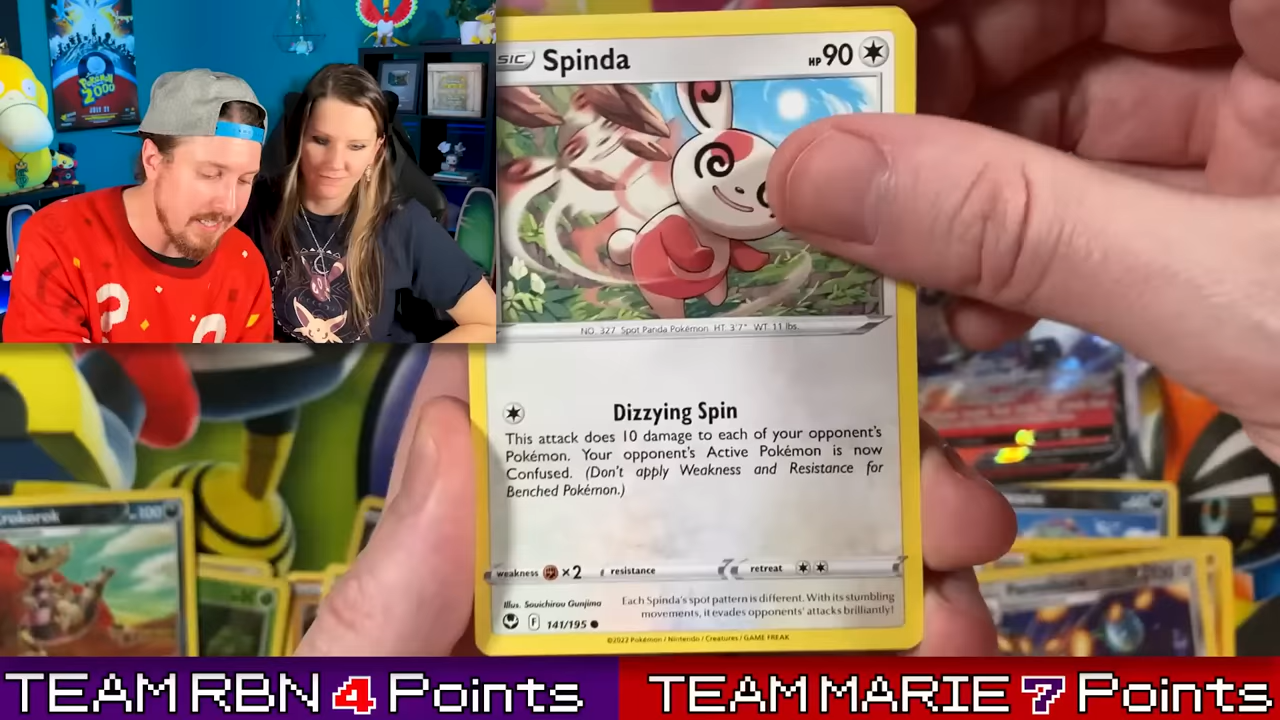 Pokémon
2000
SIC Spinda HP 90
NO. 327 Spot Panda Pokémon HT. 3'7" WT. 11 lbs.
Dizzying Spin
This attack does 10 damage to each of your opponent's
Pokémon. Your opponent's Active Pokémon is now
Confused. (Don't apply Weakness and Resistance for
Benched Pokémon.)
weakness ×2 resistance retreat
Illus. Souichirou Gunjima
Each Spinda's spot pattern is different. With its stumbling
movements, it evades opponents' attacks brilliantly!
F 141/195
©2022 Pokémon / Nintendo / Creatures / GAME FREAK
TEAM RBN 4 Points
TEAM MARIE 7 Points